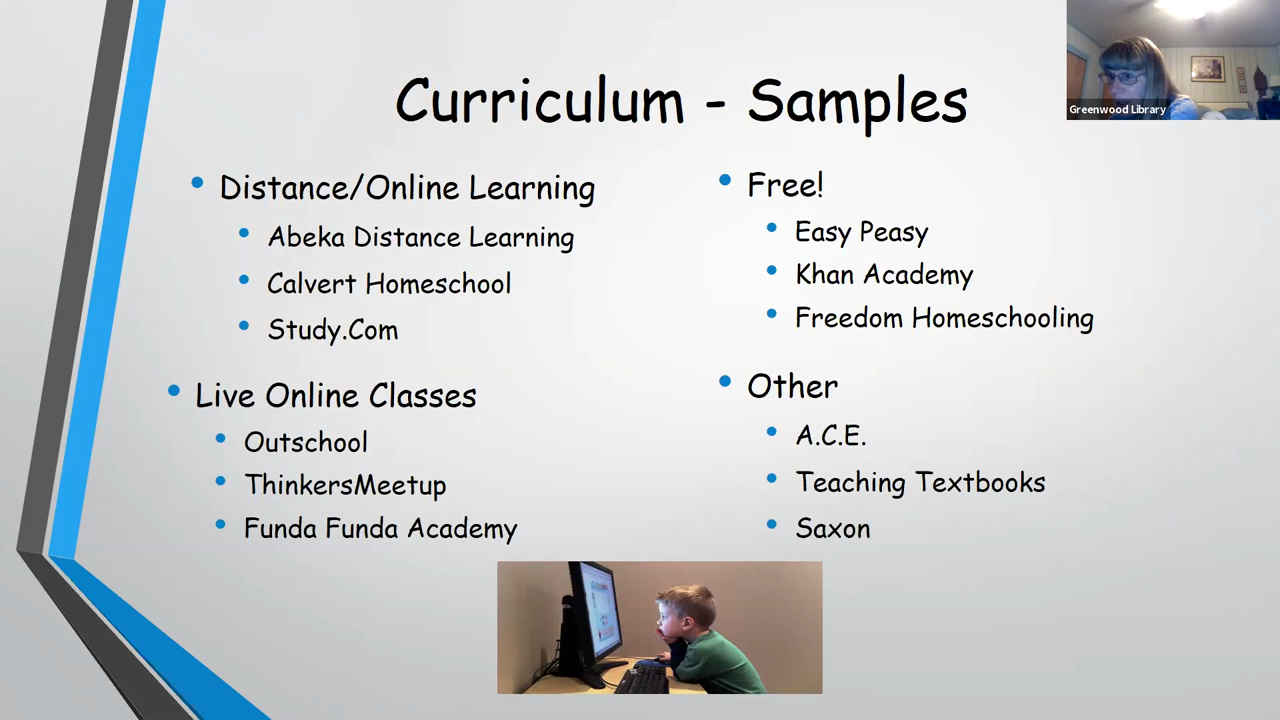 Curriculum - Samples
Greenwood Library
Distance/Online Learning
Abeka Distance Learning
Calvert Homeschool
Study.Com
Live Online Classes
Outschool
ThinkersMeetup
Funda Funda Academy
Free!
Easy Peasy
Khan Academy
Freedom Homeschooling
Other
A.C.E.
Teaching Textbooks
Saxon